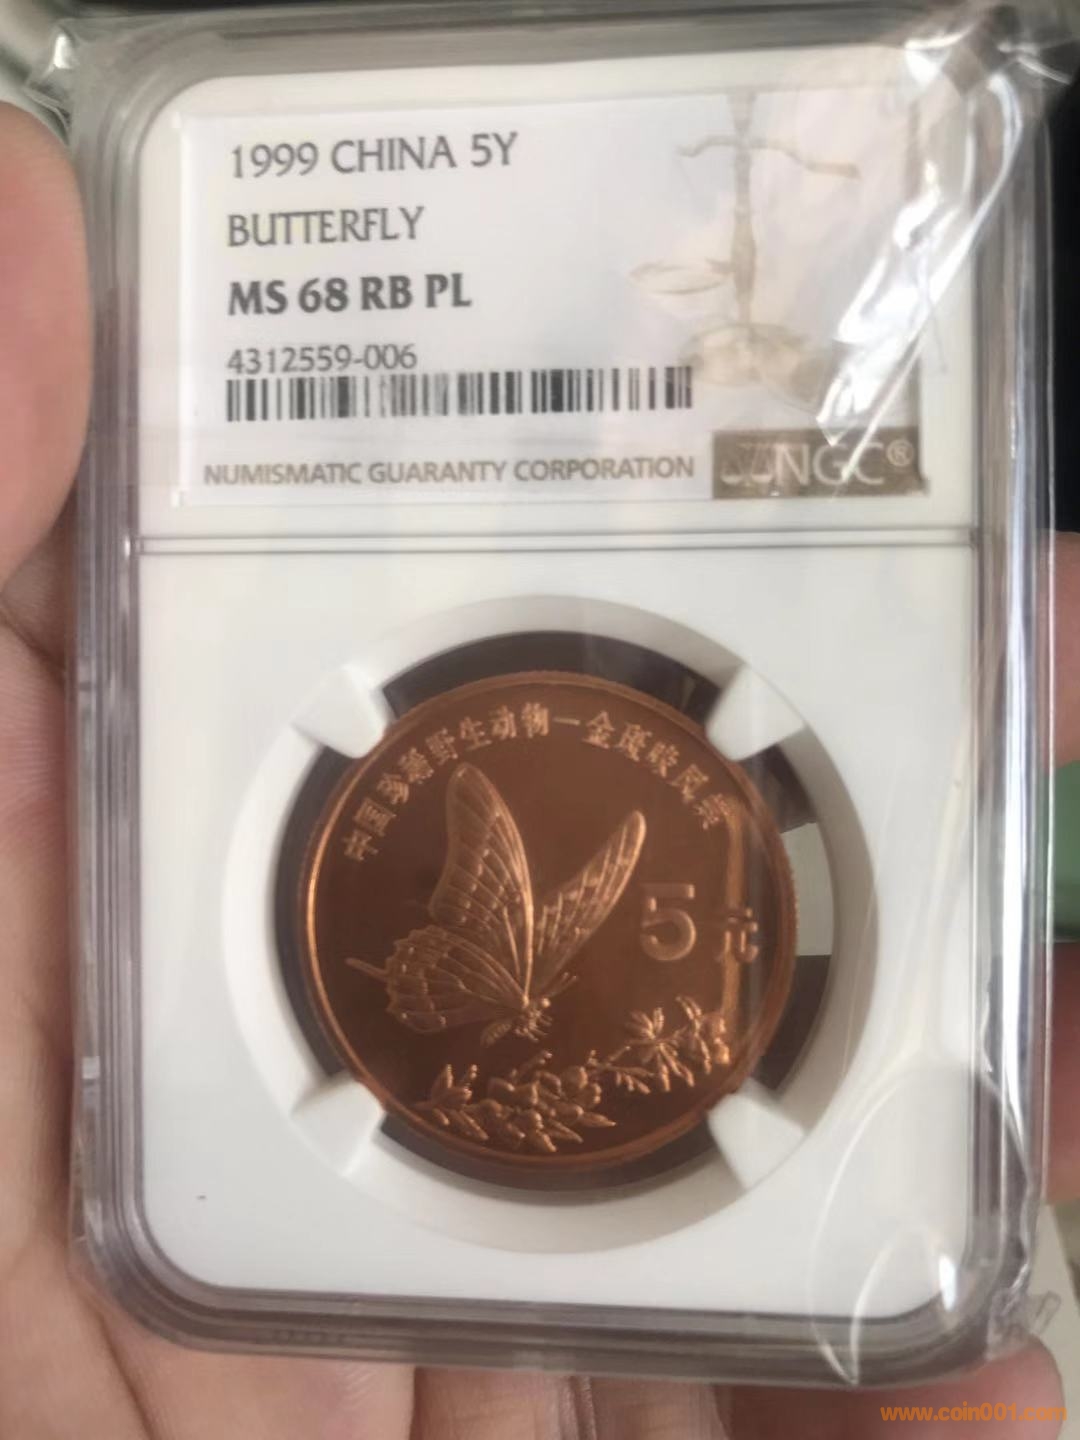 1999 CHINA 5Y
BUTTERFLY
MS 68 RB PL
4312559-006
NUMISMATIC GUARANTY CORPORATION
NGC®
中国珍稀野生动物—金斑喙凤蝶
5元
www.coin001.com